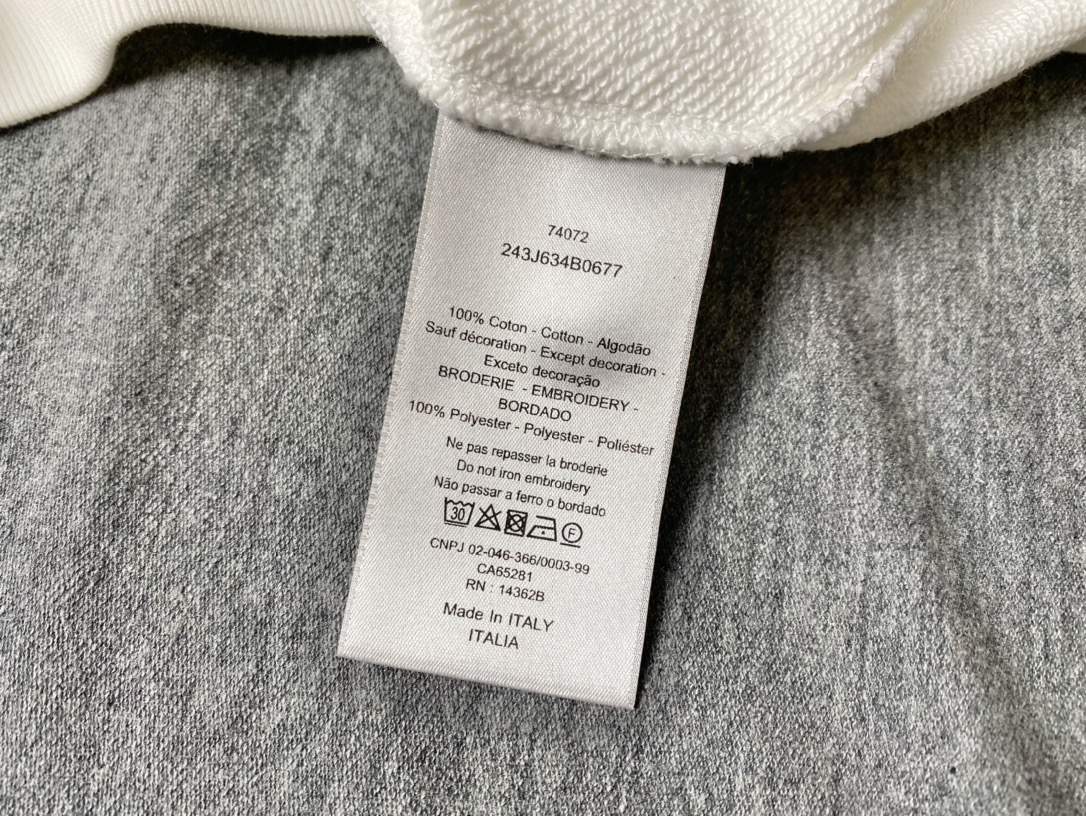 74072
243J634B0677
100% Coton - Cotton - Algodão
Sauf décoration - Except decoration -
Exceto decoração
BRODERIE - EMBROIDERY -
BORDADO
100% Polyester - Polyester - Poliéster
Ne pas repasser la broderie
Do not iron embroidery
Não passar a ferro o bordado
30 F
CNPJ 02-046-366/0003-99
CA65281
RN : 14362B
Made In ITALY
ITALIA